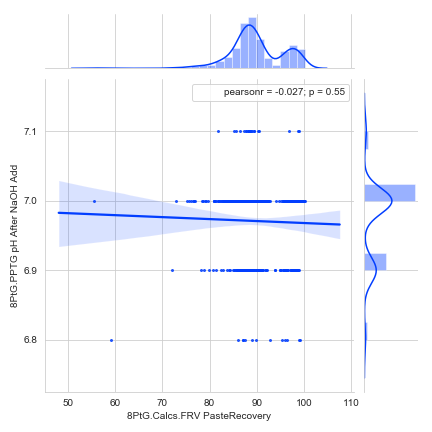 pearsonr = -0.027; p = 0.55
7.1
7.0
6.9
6.8
8PtG.PPTG pH After NaOH Add
50 60 70 80 90 100 110
8PtG.Calcs.FRV PasteRecovery